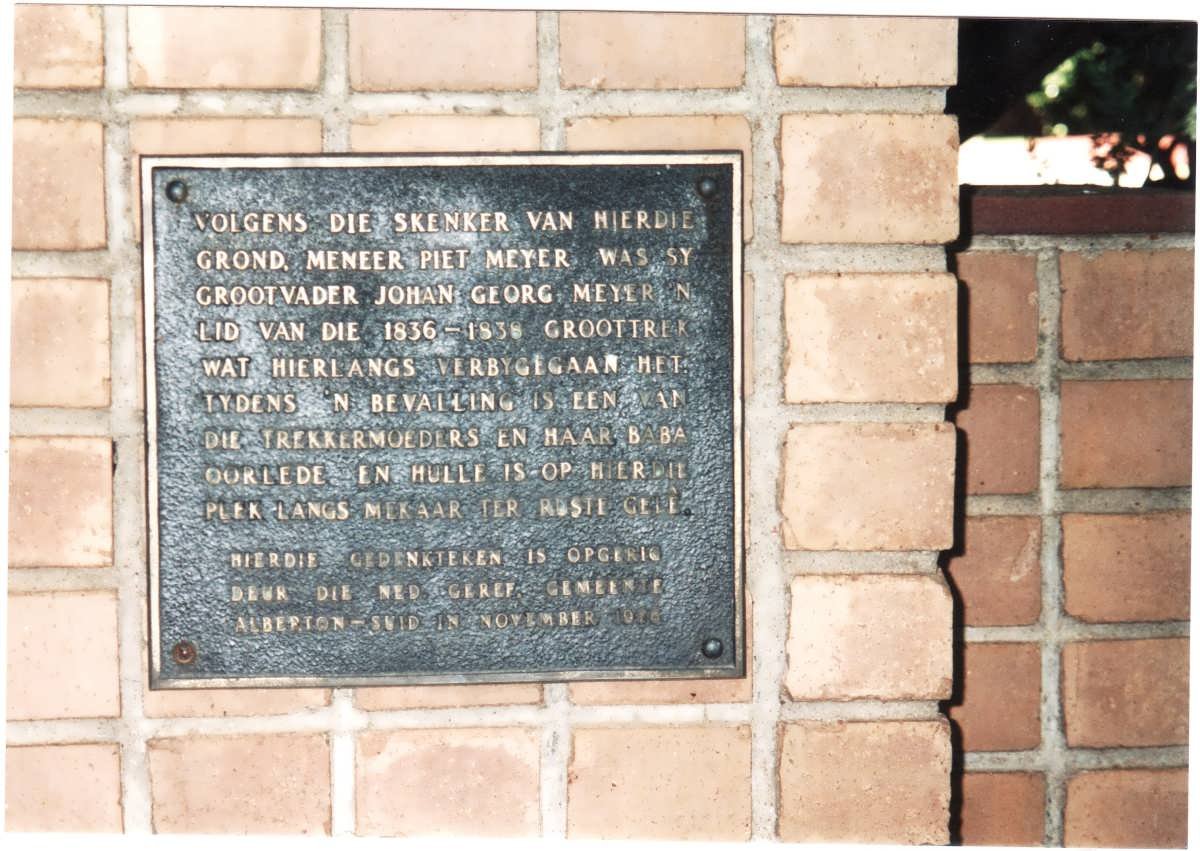 VOLGENS DIE SKENKER VAN HIERDIE
GROND, MENEER PIET MEYER WAS SY
GROOTVADER JOHAN GEORG MEYER 'N
LID VAN DIE 1836-1838 GROOTTREK
WAT HIERLANGS VERBYGEGAAN HET.
TYDENS 'N BEVALLING IS EEN VAN
DIE TREKKERMOEDERS EN HAAR BABA
OORLEDE EN HULLE IS OP HIERDIE
PLEK LANGS MEKAAR TER RUSTE GELÊ.
HIERDIE GEDENKTEKEN IS OPGERIG
DEUR DIE NED. GEREF. GEMEENTE
ALBERTON-SUID IN NOVEMBER